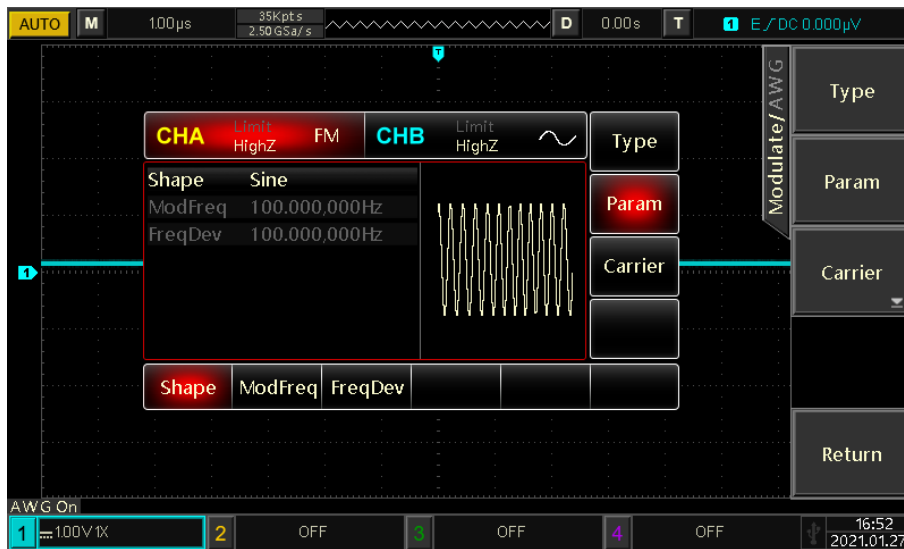 AUTO M 1.00μs 35Kpts D 0.00s T 1 E DC 0.000μV
2.50GSa/s
T
Modulate/AWG
Type
Param
Carrier
Return
CHA Limit HighZ FM CHB Limit HighZ
Type
Param
Carrier
Shape Sine
ModFreq 100.000,000Hz
FreqDev 100.000,000Hz
1
Shape ModFreq FreqDev
AWG On
1 1.00V 1X 2 OFF 3 OFF 4 OFF 16:52
2021.01.27